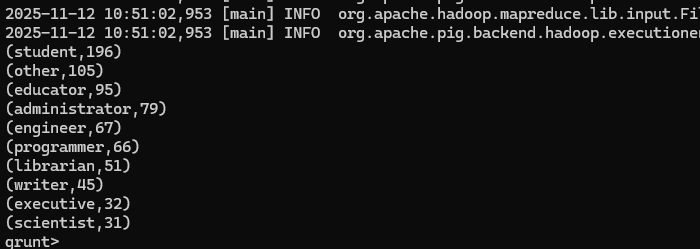 2025-11-12 10:51:02,953 [main] INFO  org.apache.hadoop.mapreduce.lib.input.Fil
2025-11-12 10:51:02,953 [main] INFO  org.apache.pig.backend.hadoop.executione
(student,196)
(other,105)
(educator,95)
(administrator,79)
(engineer,67)
(programmer,66)
(librarian,51)
(writer,45)
(executive,32)
(scientist,31)
grunt>